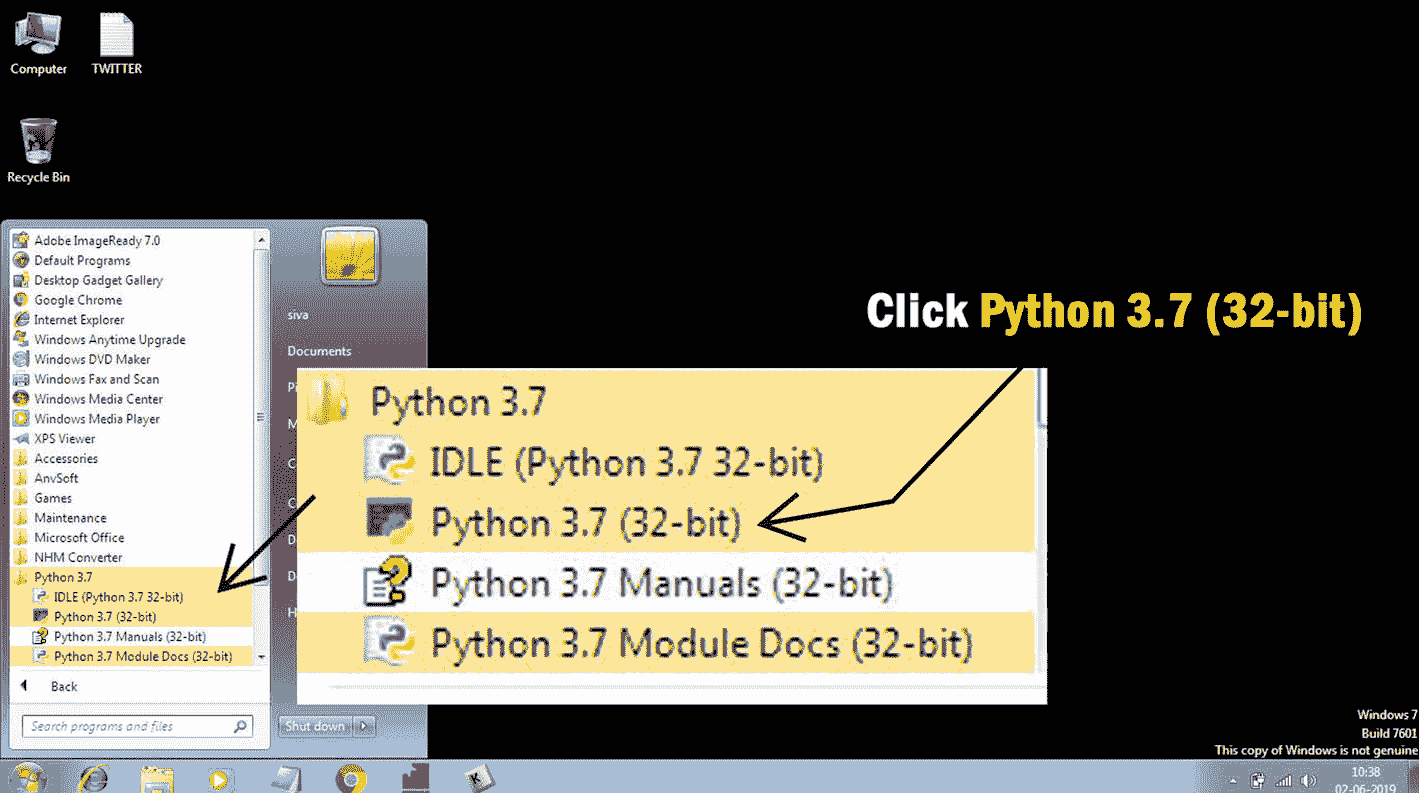 Computer
TWITTER
Recycle Bin
Adobe ImageReady 7.0
Default Programs
Desktop Gadget Gallery
Google Chrome
Internet Explorer
Windows Anytime Upgrade
Windows DVD Maker
Windows Fax and Scan
Windows Media Center
Windows Media Player
XPS Viewer
Accessories
AnvSoft
Games
Maintenance
Microsoft Office
NHM Converter
Python 3.7
IDLE (Python 3.7 32-bit)
Python 3.7 (32-bit)
Python 3.7 Manuals (32-bit)
Python 3.7 Module Docs (32-bit)
Back
Search programs and files
siva
Documents
Shut down
Click Python 3.7 (32-bit)
Python 3.7
IDLE (Python 3.7 32-bit)
Python 3.7 (32-bit)
Python 3.7 Manuals (32-bit)
Python 3.7 Module Docs (32-bit)
Windows 7
Build 7601
This copy of Windows is not genuine
K
10:38
02-06-2019